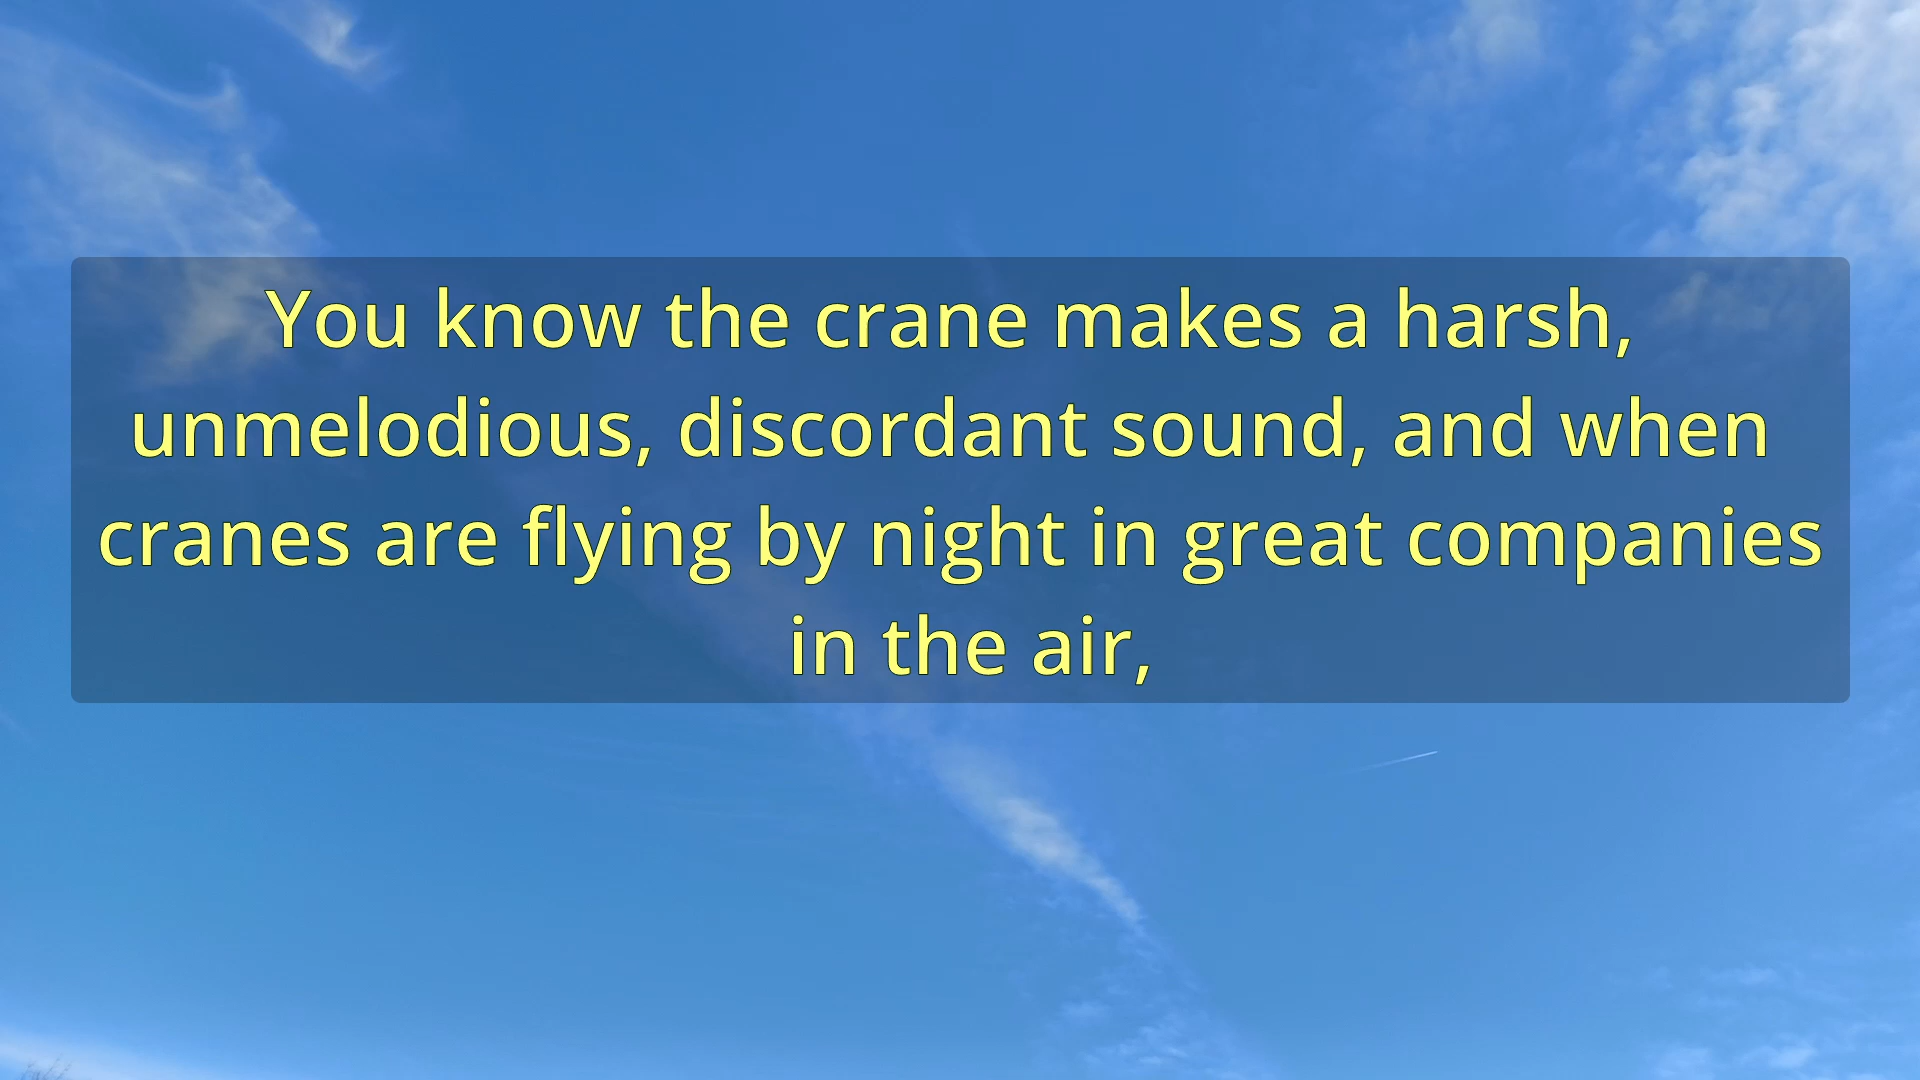 You know the crane makes a harsh,
unmelodious, discordant sound, and when
cranes are flying by night in great companies
in the air,